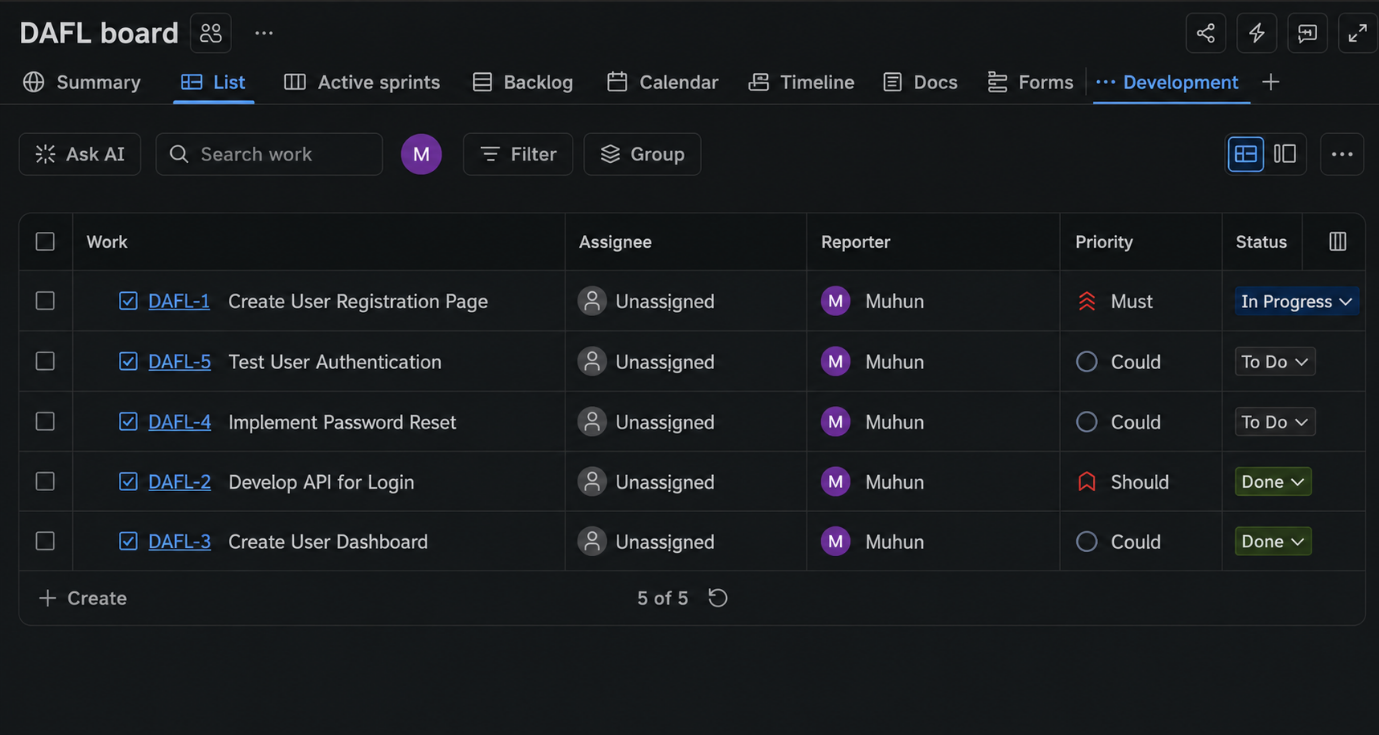 DAFL board
Summary List Active sprints Backlog Calendar Timeline Docs Forms Development
Ask AI Search work M Filter Group
Work Assignee Reporter Priority Status
DAFL-1 Create User Registration Page Unassigned M Muhun Must In Progress
DAFL-5 Test User Authentication Unassigned M Muhun Could To Do
DAFL-4 Implement Password Reset Unassigned M Muhun Could To Do
DAFL-2 Develop API for Login Unassigned M Muhun Should Done
DAFL-3 Create User Dashboard Unassigned M Muhun Could Done
Create 5 of 5